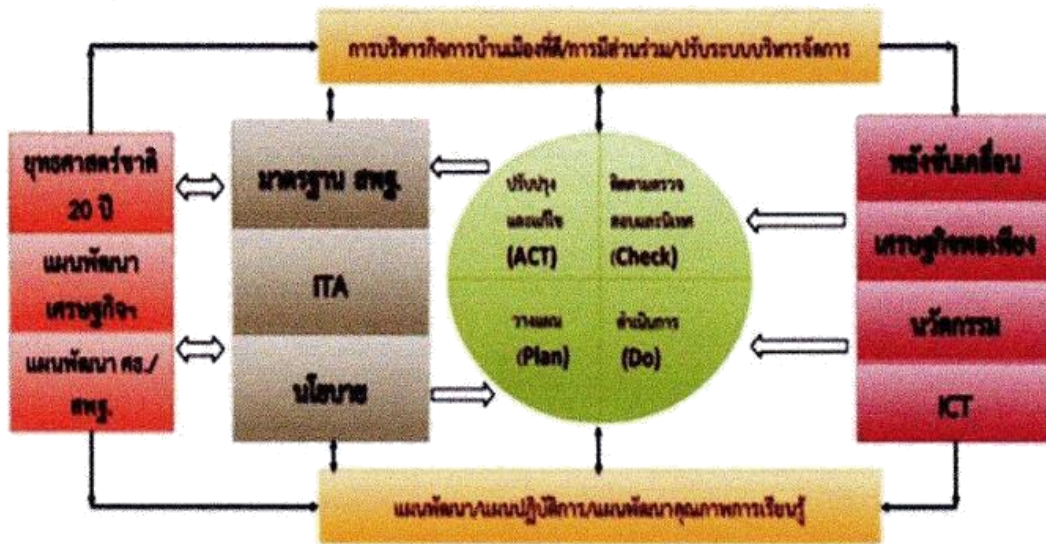 การบริหารกิจการบ้านเมืองที่ดี/การมีส่วนร่วม/ปรับระบบบริหารจัดการ
ยุทธศาสตร์ชาติ
20 ปี
แผนพัฒนา
เศรษฐกิจฯ
แผนพัฒนา ศธ./
สพฐ.
มาตรฐาน สพฐ.
ITA
นโยบาย
ปรับปรุง
และแก้ไข
(ACT)
ติดตามตรวจ
สอบและนิเทศ
(Check)
วางแผน
(Plan)
ดำเนินการ
(Do)
พลังขับเคลื่อน
เศรษฐกิจพอเพียง
นวัตกรรม
ICT
แผนพัฒนา/แผนปฏิบัติการ/แผนพัฒนาคุณภาพการเรียนรู้